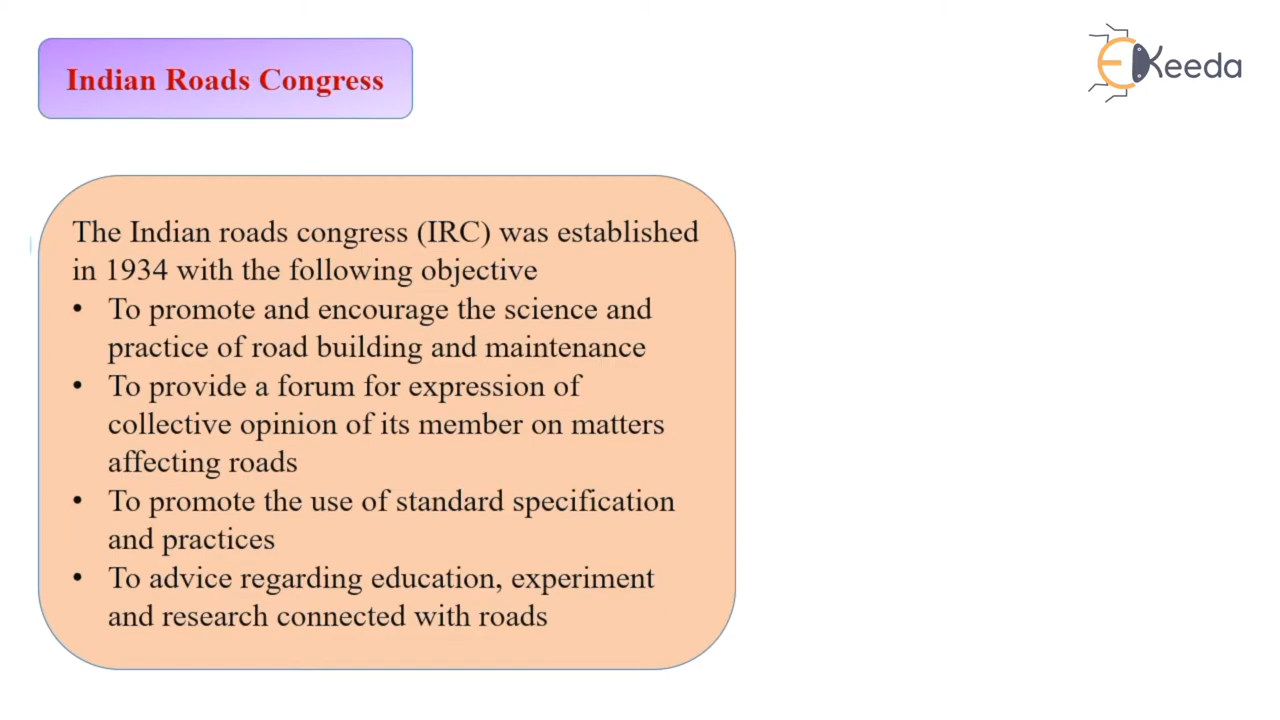 Indian Roads Congress
EKeeda
The Indian roads congress (IRC) was established
in 1934 with the following objective
• To promote and encourage the science and
practice of road building and maintenance
• To provide a forum for expression of
collective opinion of its member on matters
affecting roads
• To promote the use of standard specification
and practices
• To advice regarding education, experiment
and research connected with roads